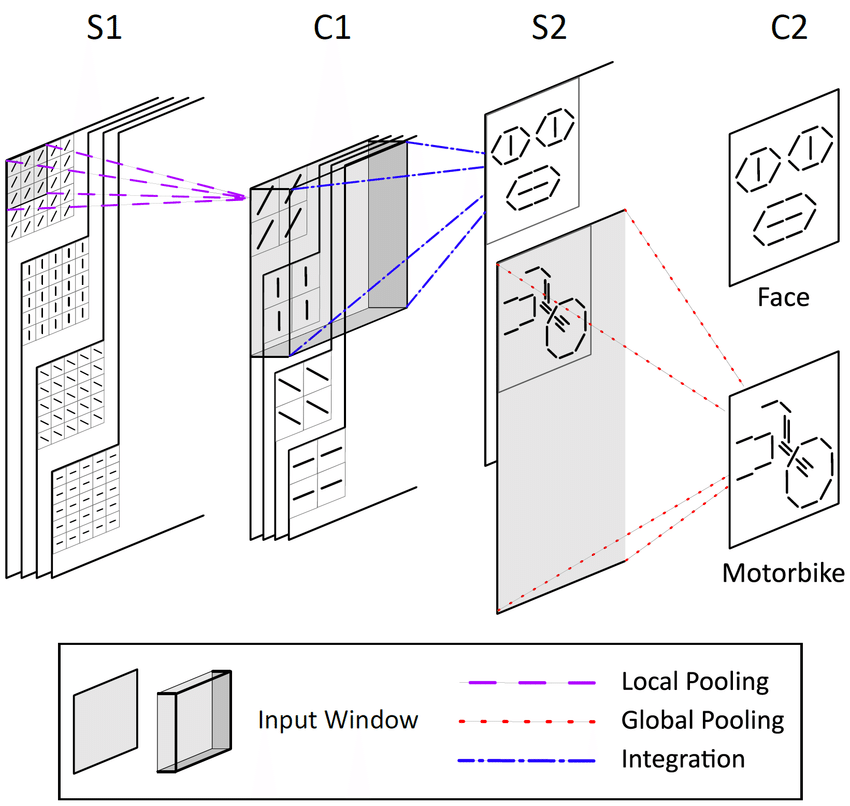 S1
C1
S2
C2
Face
Motorbike
Input Window
Local Pooling
Global Pooling
Integration